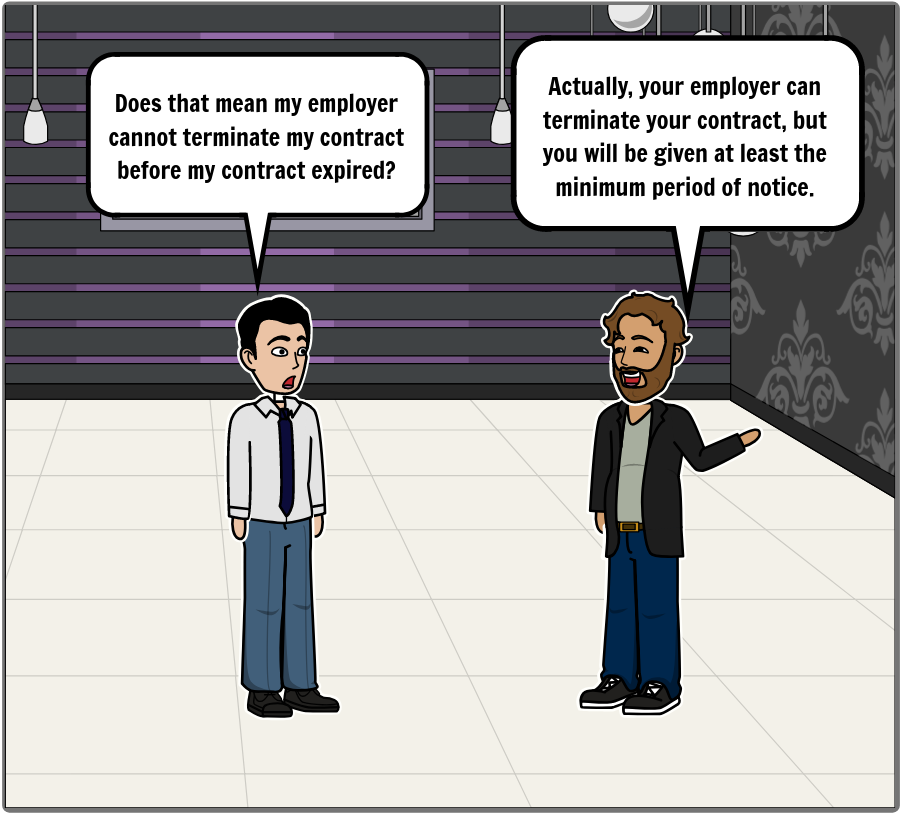 Does that mean my employer
cannot terminate my contract
before my contract expired?
Actually, your employer can
terminate your contract, but
you will be given at least the
minimum period of notice.